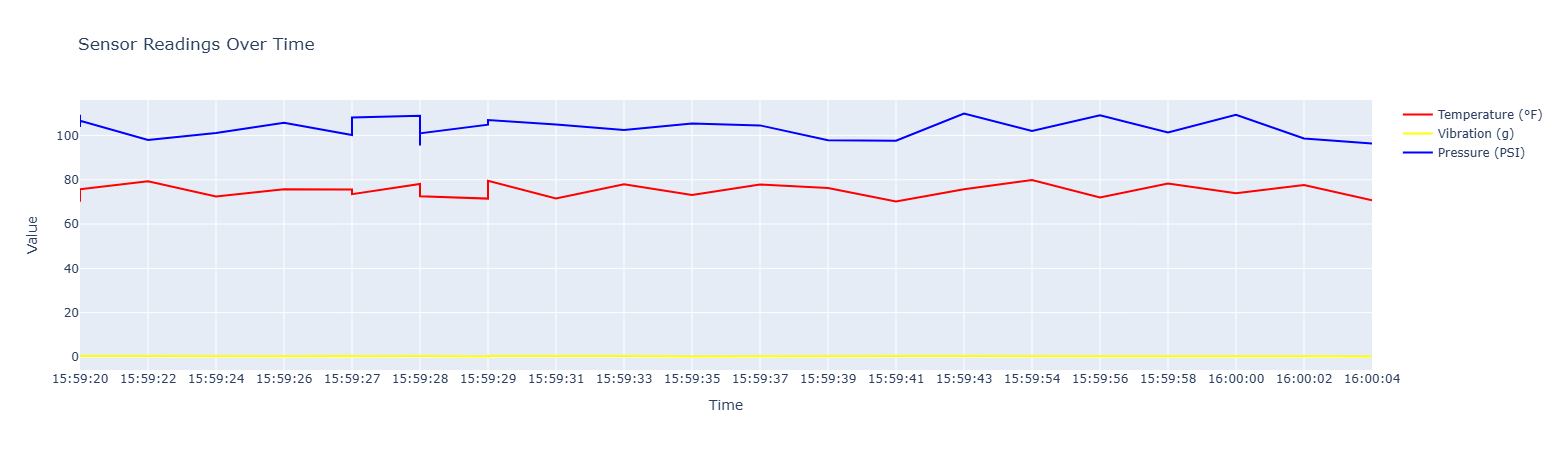 Sensor Readings Over Time
Temperature (°F)
Vibration (g)
Pressure (PSI)
Value
100
80
60
40
20
0
15:59:20 15:59:22 15:59:24 15:59:26 15:59:27 15:59:28 15:59:29 15:59:31 15:59:33 15:59:35 15:59:37 15:59:39 15:59:41 15:59:43 15:59:54 15:59:56 15:59:58 16:00:00 16:00:02 16:00:04
Time